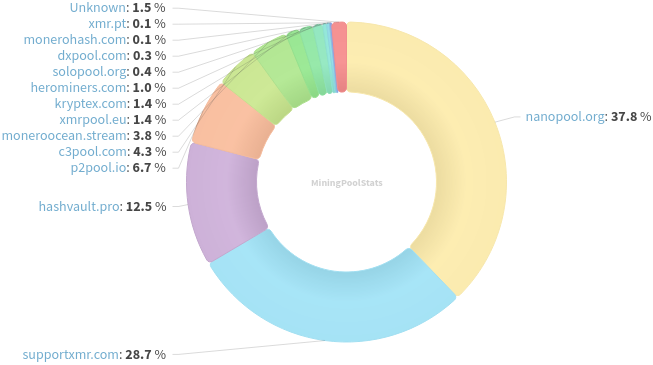 Unknown: 1.5 %
xmr.pt: 0.1 %
monerohash.com: 0.1 %
dxpool.com: 0.3 %
solopool.org: 0.4 %
herominers.com: 1.0 %
kryptex.com: 1.4 %
xmrpool.eu: 1.4 %
moneroocean.stream: 3.8 %
c3pool.com: 4.3 %
p2pool.io: 6.7 %
hashvault.pro: 12.5 %
supportxmr.com: 28.7 %
MiningPoolStats
nanopool.org: 37.8 %